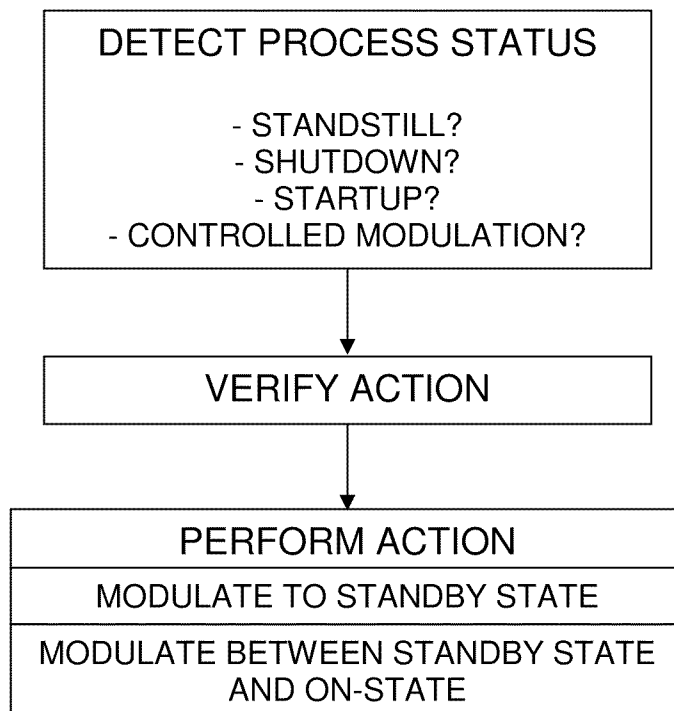 DETECT PROCESS STATUS
- STANDSTILL?
- SHUTDOWN?
- STARTUP?
- CONTROLLED MODULATION?
VERIFY ACTION
PERFORM ACTION
MODULATE TO STANDBY STATE
MODULATE BETWEEN STANDBY STATE
AND ON-STATE